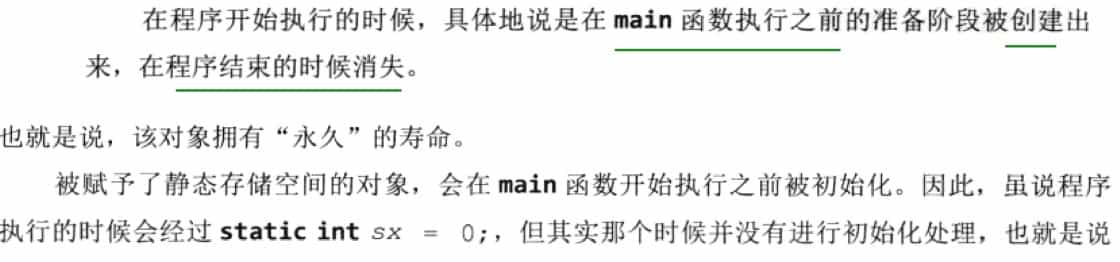 在程序开始执行的时候，具体地说是在 main 函数执行之前的准备阶段被创建出
来，在程序结束的时候消失。
也就是说，该对象拥有“永久”的寿命。
被赋予了静态存储空间的对象，会在 main 函数开始执行之前被初始化。因此，虽说程序
执行的时候会经过 static int sx = 0;，但其实那个时候并没有进行初始化处理，也就是说